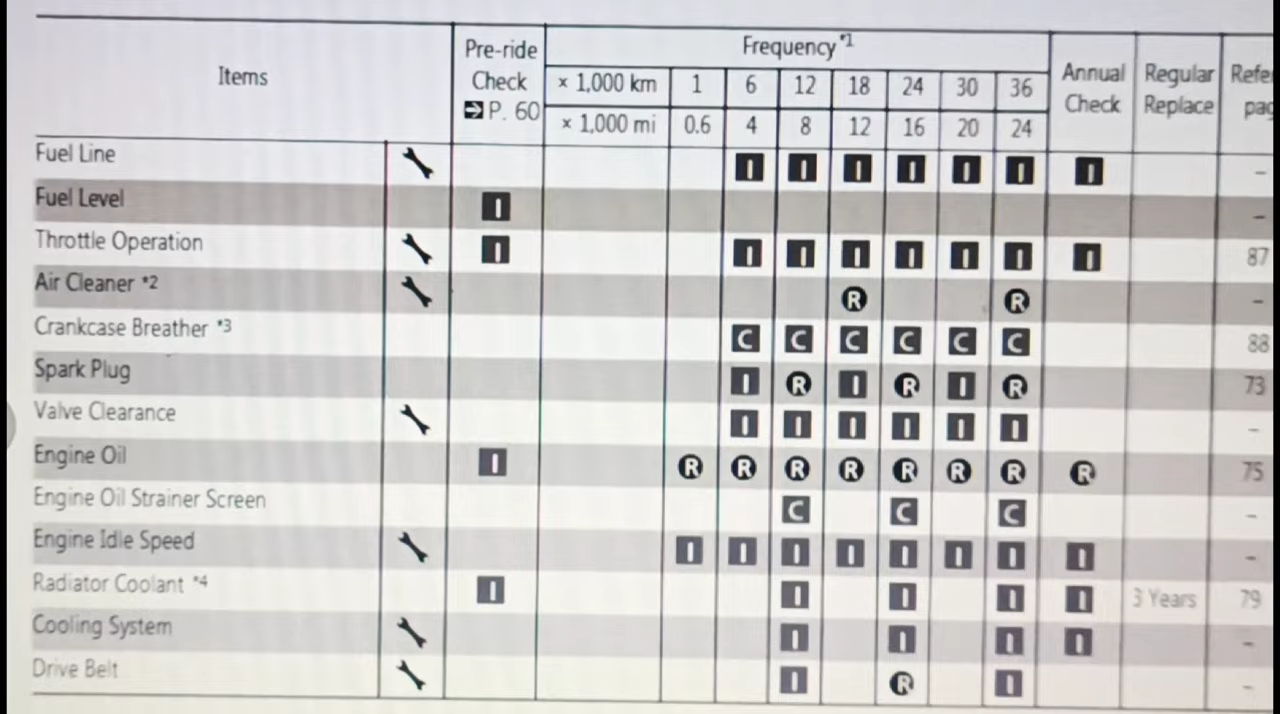 Items Pre-ride Check ➲P. 60 Frequency *1 Annual Check Regular Replace
× 1,000 km 1 6 12 18 24 30 36
× 1,000 mi 0.6 4 8 12 16 20 24
Fuel Line I I I I I I I –
Fuel Level I –
Throttle Operation I I I I I I I I 87
Air Cleaner *2 R R –
Crankcase Breather *3 C C C C C C 88
Spark Plug I R I R I R 73
Valve Clearance I I I I I I –
Engine Oil I R R R R R R R R 75
Engine Oil Strainer Screen C C C –
Engine Idle Speed I I I I I I I I –
Radiator Coolant *4 I I I I I 3 Years 79
Cooling System I I I I –
Drive Belt I R I –